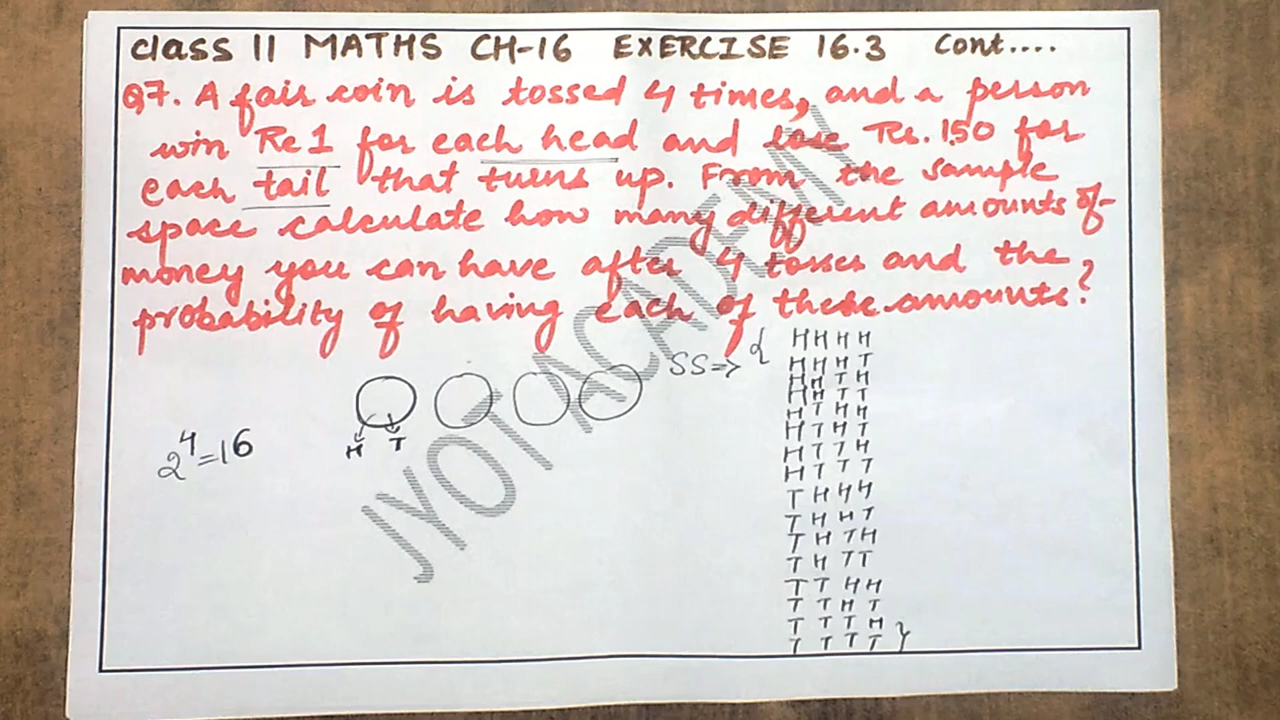 class 11 MATHS CH-16 EXERCISE 16.3 Cont....
Q7. A fair coin is tossed 4 times, and a person
win Re 1 for each head and lose Rs. 1.50 for
each tail that turns up. From the sample
space calculate how many different amounts of
money you can have after 4 tosses and the
probability of having each of these amounts?
SS => {
H H H H
H H H T
H H T H
H H T T
H T H H
H T H T
H T T H
H T T T
T H H H
T H H T
T H T H
T H T T
T T H H
T T H T
T T T H
T T T T }
H T
2^4=16
JYOTI ACADEMY